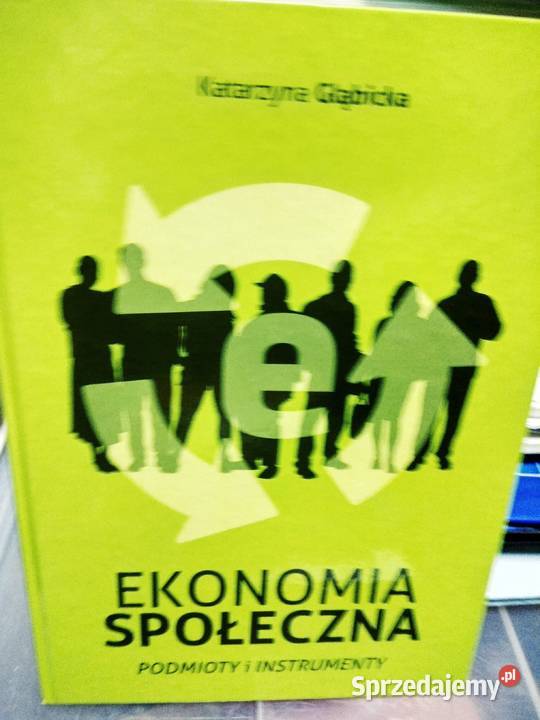 Katarzyna Głąbicka
e
EKONOMIA
SPOŁECZNA
PODMIOTY i INSTRUMENTY
Sprzedajemy.pl